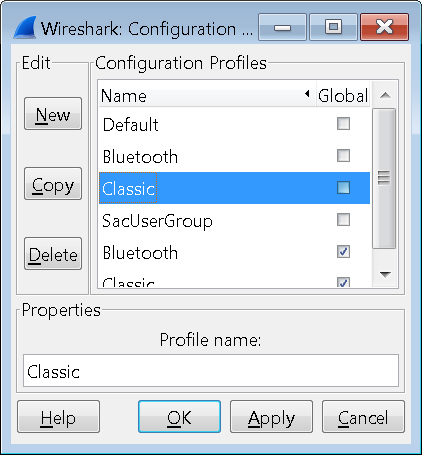 Wireshark: Configuration ...
Edit
New
Copy
Delete
Configuration Profiles
Name Global
Default
Bluetooth
Classic
SacUserGroup
Bluetooth
Classic
Properties
Profile name:
Classic
Help OK Apply Cancel